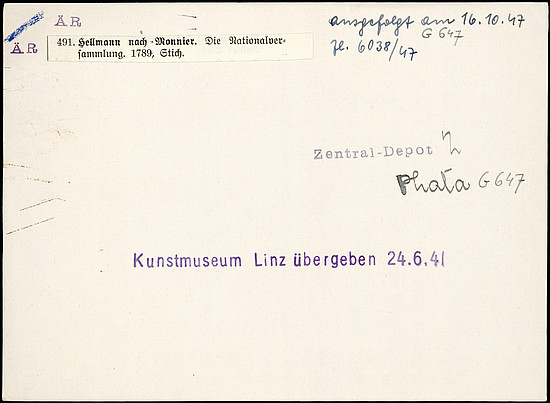 ÄR
ÄR
491. Hellmann nach Monnier. Die Nationalver-
sammlung. 1789, Stich.
ausgefolgt am 16.10.47
G 647
Zl. 6038/47
Zentral-Depot
Phata G 647
Kunstmuseum Linz übergeben 24.6.41